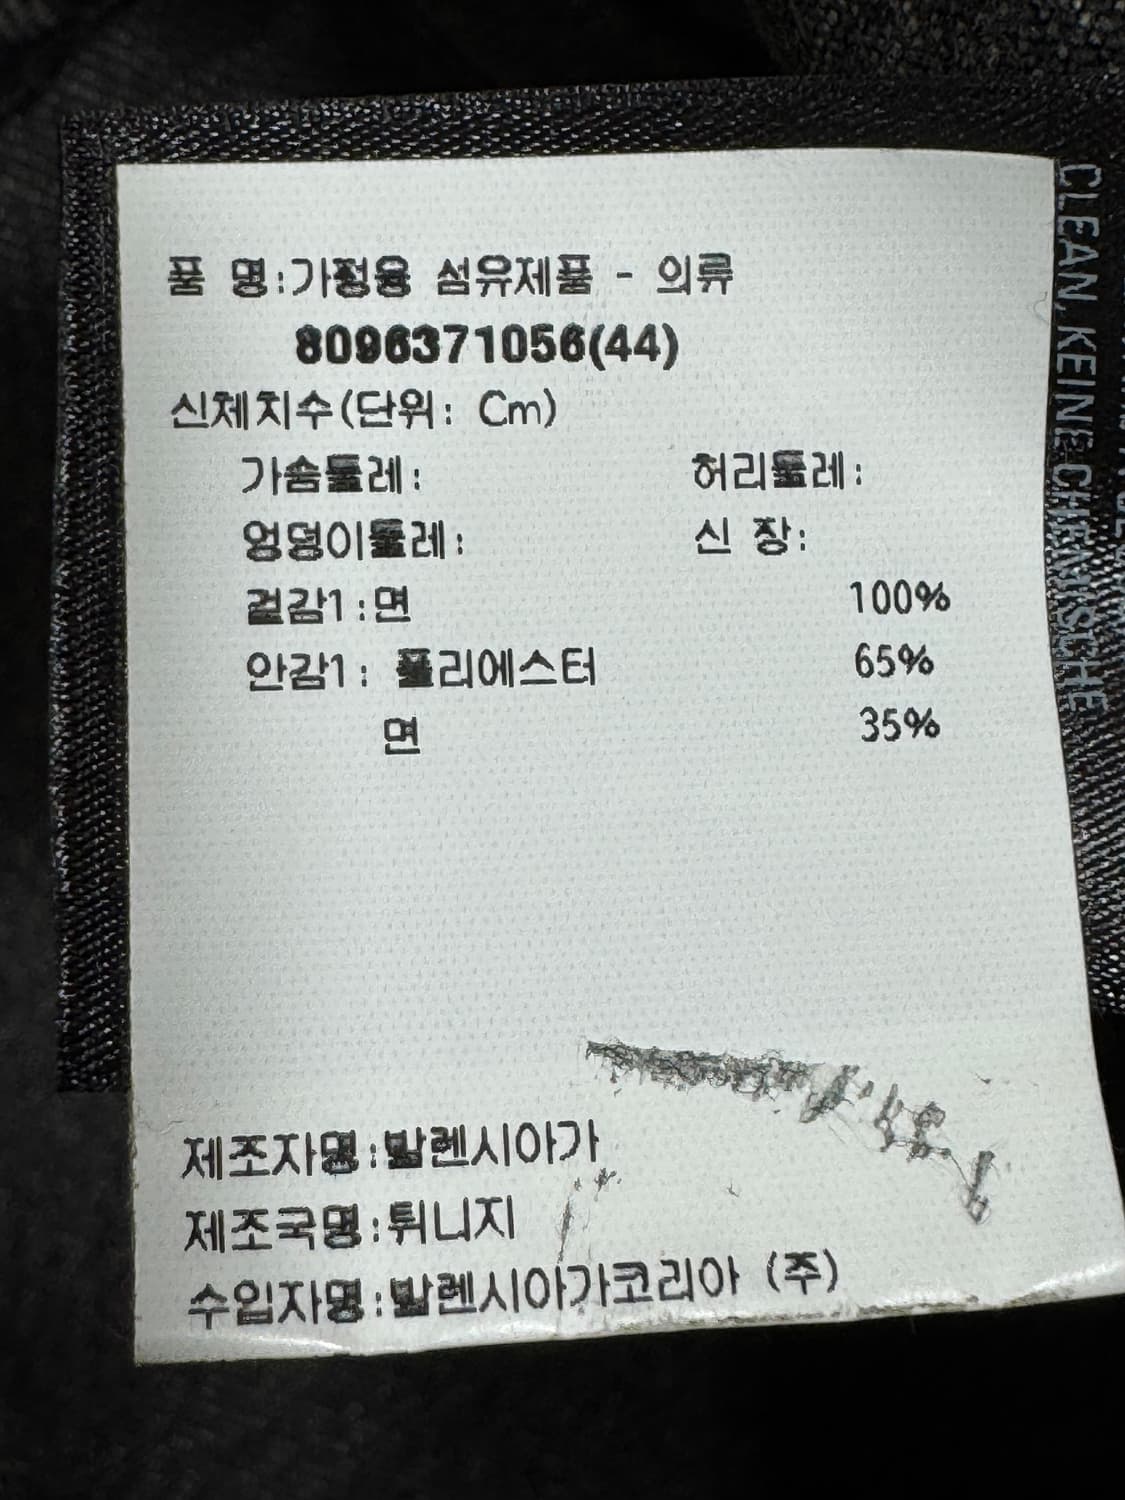 품 명:가정용 섬유제품 - 의류
8096371056(44)
신체치수(단위: Cm)
가슴둘레: 허리둘레:
엉덩이둘레: 신 장:
겉감1:면 100%
안감1: 폴리에스터 65%
면 35%
제조자명:발렌시아가
제조국명:튀니지
수입자명:발렌시아가코리아 (주)
CLEAN, KEINE CHEMISCHE